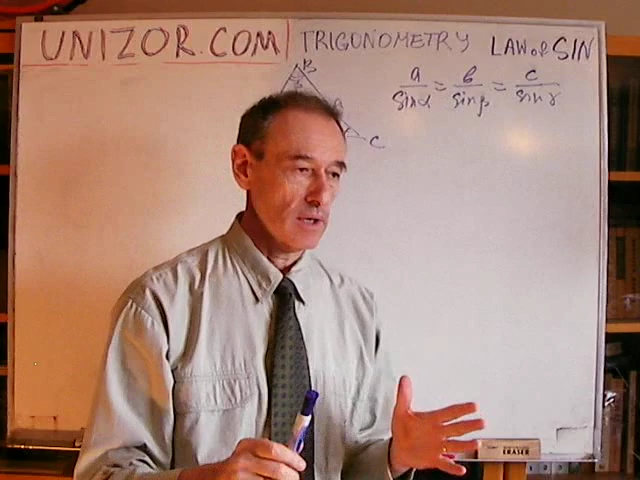 UNIZOR.COM | TRIGONOMETRY LAW OF SIN
B
a
C
a/sinα = b/sinβ = c/sinγ
ERASER